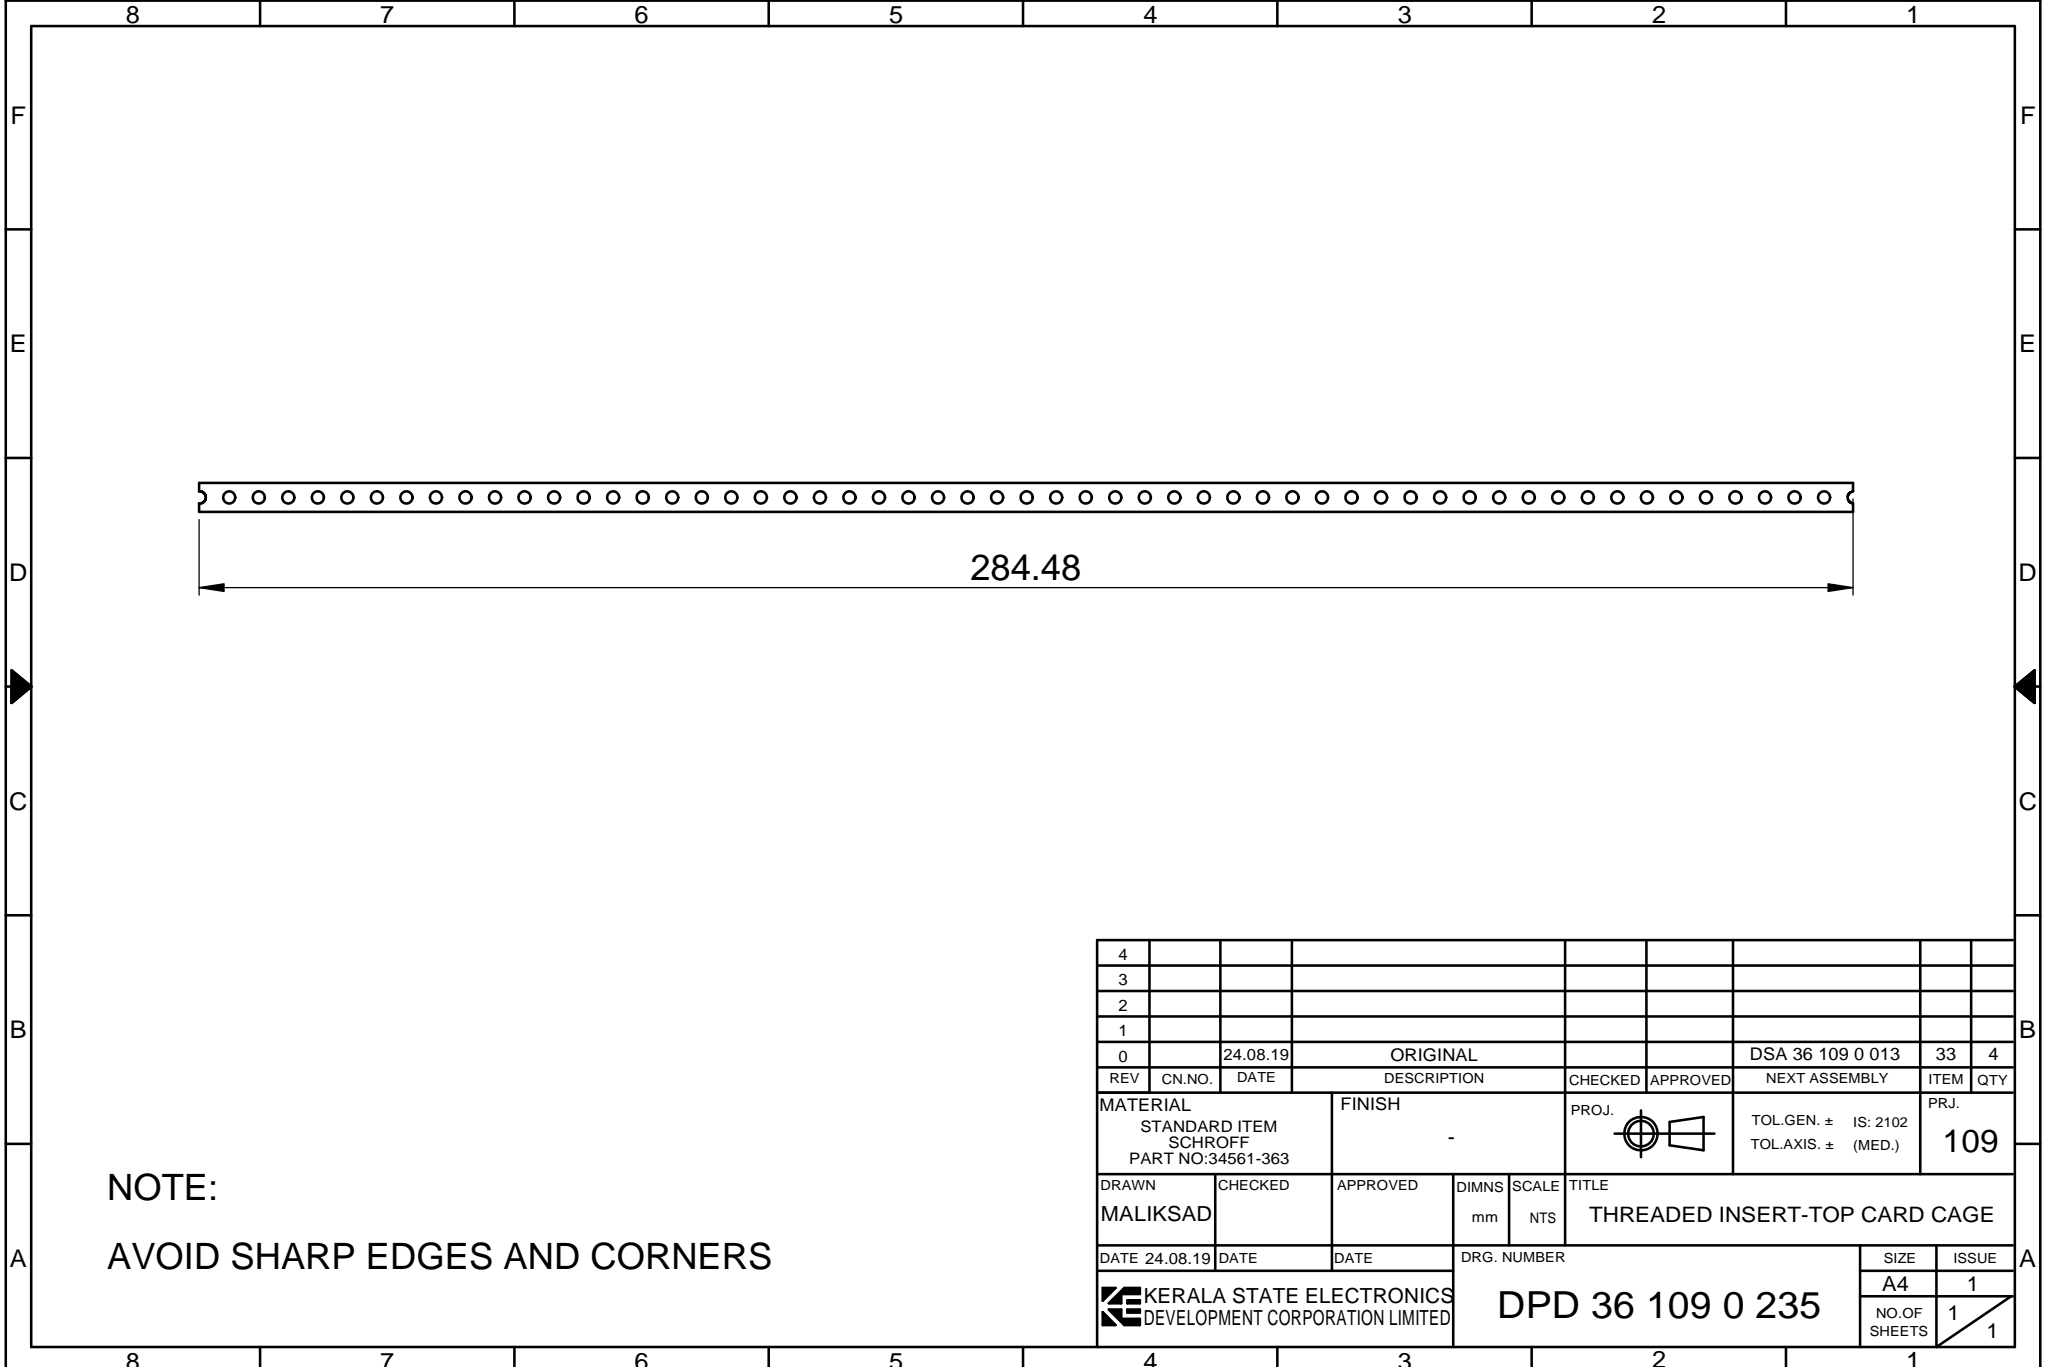 8 7 6 5 4 3 2 1
F F
E E
284.48
D D
C C
4
3
2
B 1 B
0 24.08.19 ORIGINAL DSA 36 109 0 013 33 4
REV CN.NO. DATE DESCRIPTION CHECKED APPROVED NEXT ASSEMBLY ITEM QTY
MATERIAL
STANDARD ITEM
SCHROFF
PART NO:34561-363
FINISH
-
PROJ.
TOL.GEN. ± IS: 2102
TOL.AXIS. ± (MED.)
PRJ.
109
NOTE:
AVOID SHARP EDGES AND CORNERS
DRAWN
MALIKSAD
CHECKED
APPROVED
DIMNS
mm
SCALE
NTS
TITLE
THREADED INSERT-TOP CARD CAGE
A A
DATE 24.08.19 DATE DATE
KERALA STATE ELECTRONICS
DEVELOPMENT CORPORATION LIMITED
DRG. NUMBER
DPD 36 109 0 235
SIZE ISSUE
A4 1
NO.OF
SHEETS
1
1
8 7 6 5 4 3 2 1